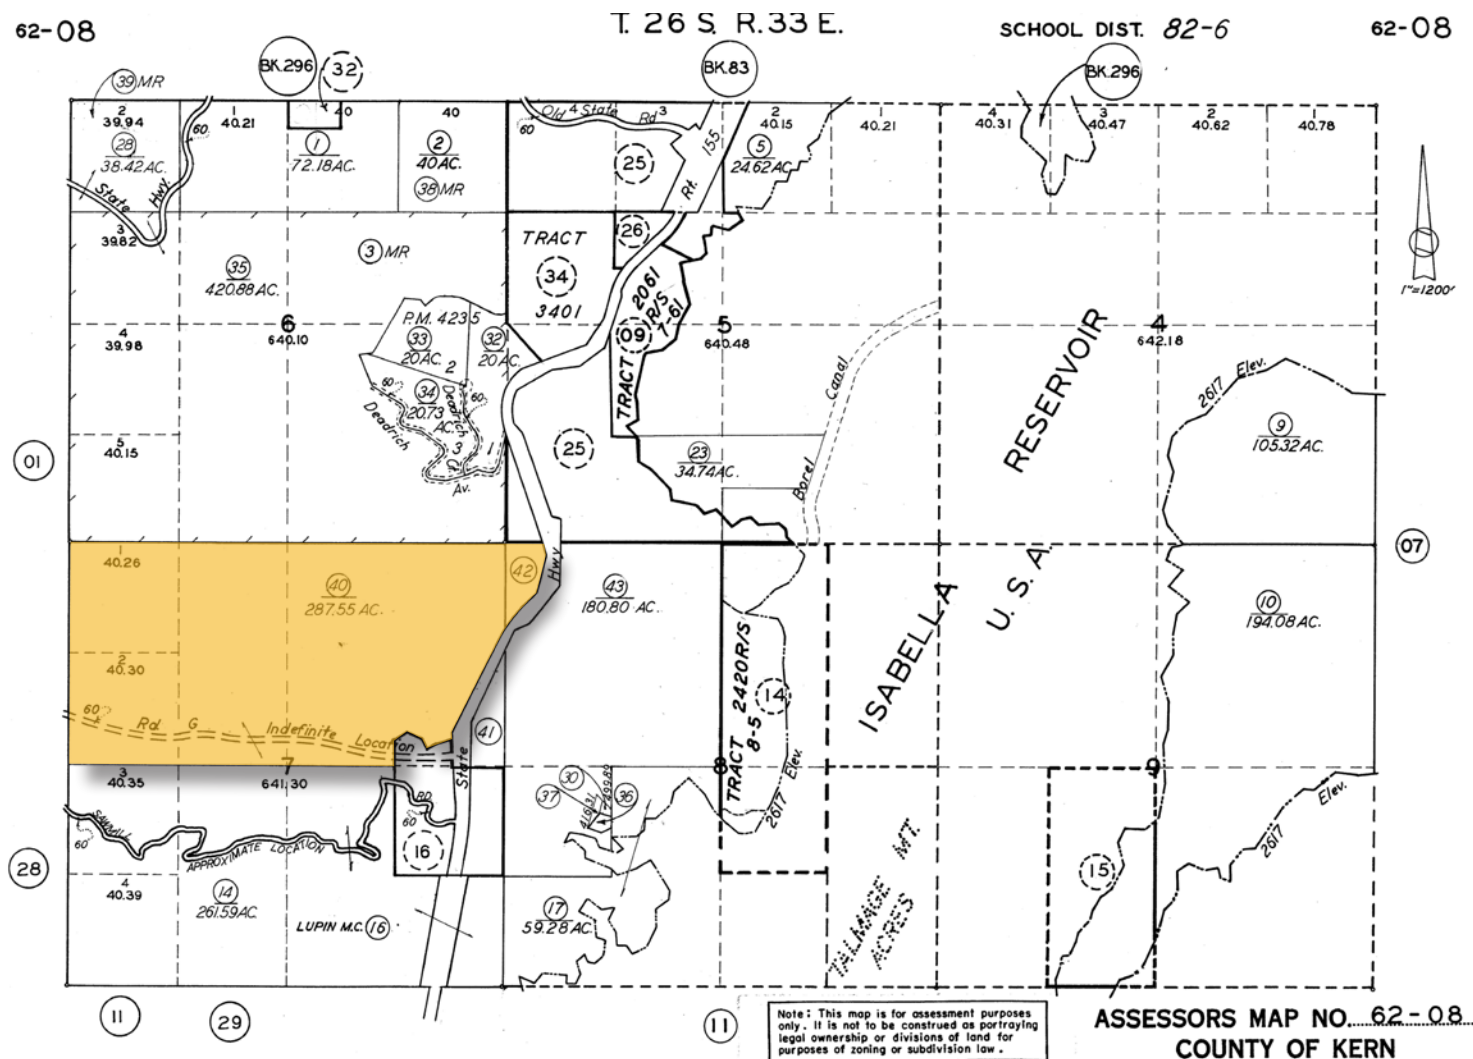 62-08
T. 26 S. R. 33 E.
SCHOOL DIST. 82-6
62-08
BK.296
32
BK.83
BK.296
39 MR
2
39.94
28
38.42 AC.
60
1
40.21
40
1
72.18 AC.
40
2
40 AC.
38 MR
Old State Rd
4
3
60
25
155
Rt.
2
40.15
5
24.62 AC.
1
40.21
4
40.31
3
40.47
2
40.62
1
40.78
State Hwy.
3
39.82
35
420.88 AC.
3 MR
TRACT
34
3401
26
TRACT 2061
R/S
7-61
09
1"=1200'
4
39.98
6
640.10
P.M. 4235
33
20 AC.
32
20 AC.
2
34
20.73
AC.
60
60
Deadrich
Deadrich
Ct.
3
1
Av.
5
640.48
4
642.18
Borel Canal
RESERVOIR
2617 Elev.
9
105.32 AC.
5
40.15
01
25
23
34.74 AC.
07
1
40.26
40
287.55 AC.
42
Hwy
43
180.80 AC.
ISABELLA
U. S. A.
10
194.08 AC.
2
40.30
60
Rd. G. Indefinite Location
41
State
TRACT 2420 R/S
8-5
14
2617 Elev.
3
40.35
7
641.30
RD
60
SAWMILL
60
APPROXIMATE LOCATION
16
30
37
36
8
9
2617 Elev.
28
4
40.39
14
261.59 AC.
LUPIN M.C. 16
17
59.28 AC.
TALMAGE MT.
ACRES
15
11
29
11
Note: This map is for assessment purposes
only. It is not to be construed as portraying
legal ownership or divisions of land for
purposes of zoning or subdivision law.
ASSESSORS MAP NO. 62-08
COUNTY OF KERN